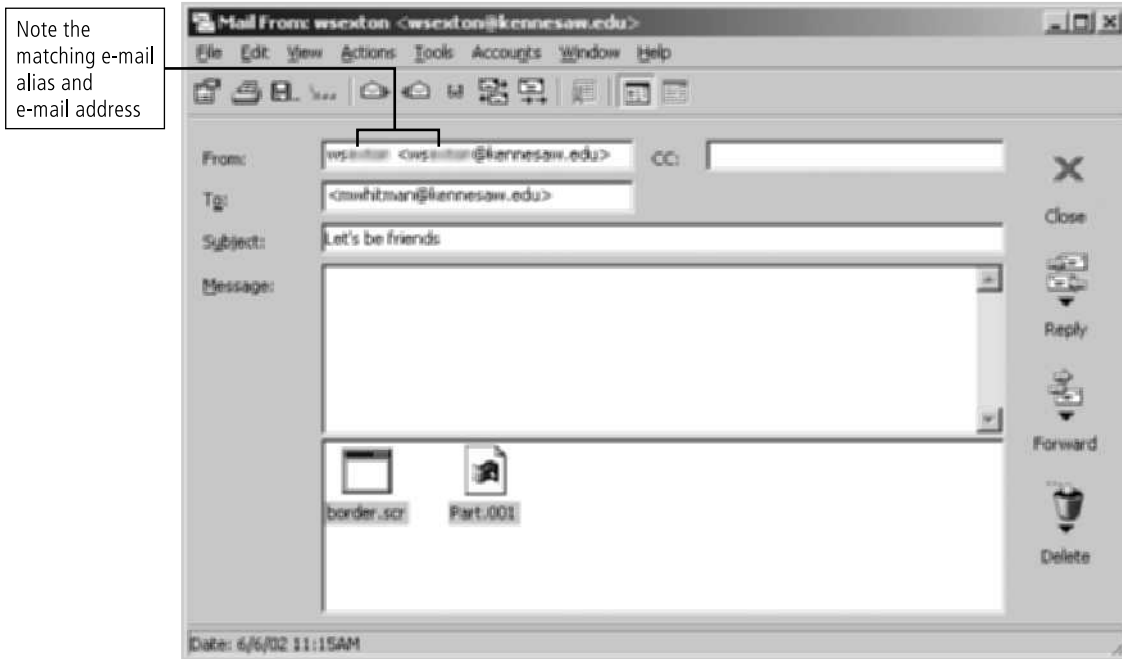 Note the
matching e-mail
alias and
e-mail address
Mail From: wsexton <wsexton@kennesaw.edu>
File Edit View Actions Tools Accounts Window Help
From:
CC:
To: <mwhitman@kennesaw.edu>
Subject: Let's be friends
Message:
border.scr
Part.001
Close
Reply
Forward
Delete
Date: 6/6/02 11:15AM